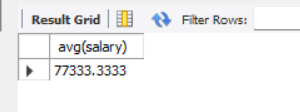 Result Grid Filter Rows:
avg(salary)
77333.3333